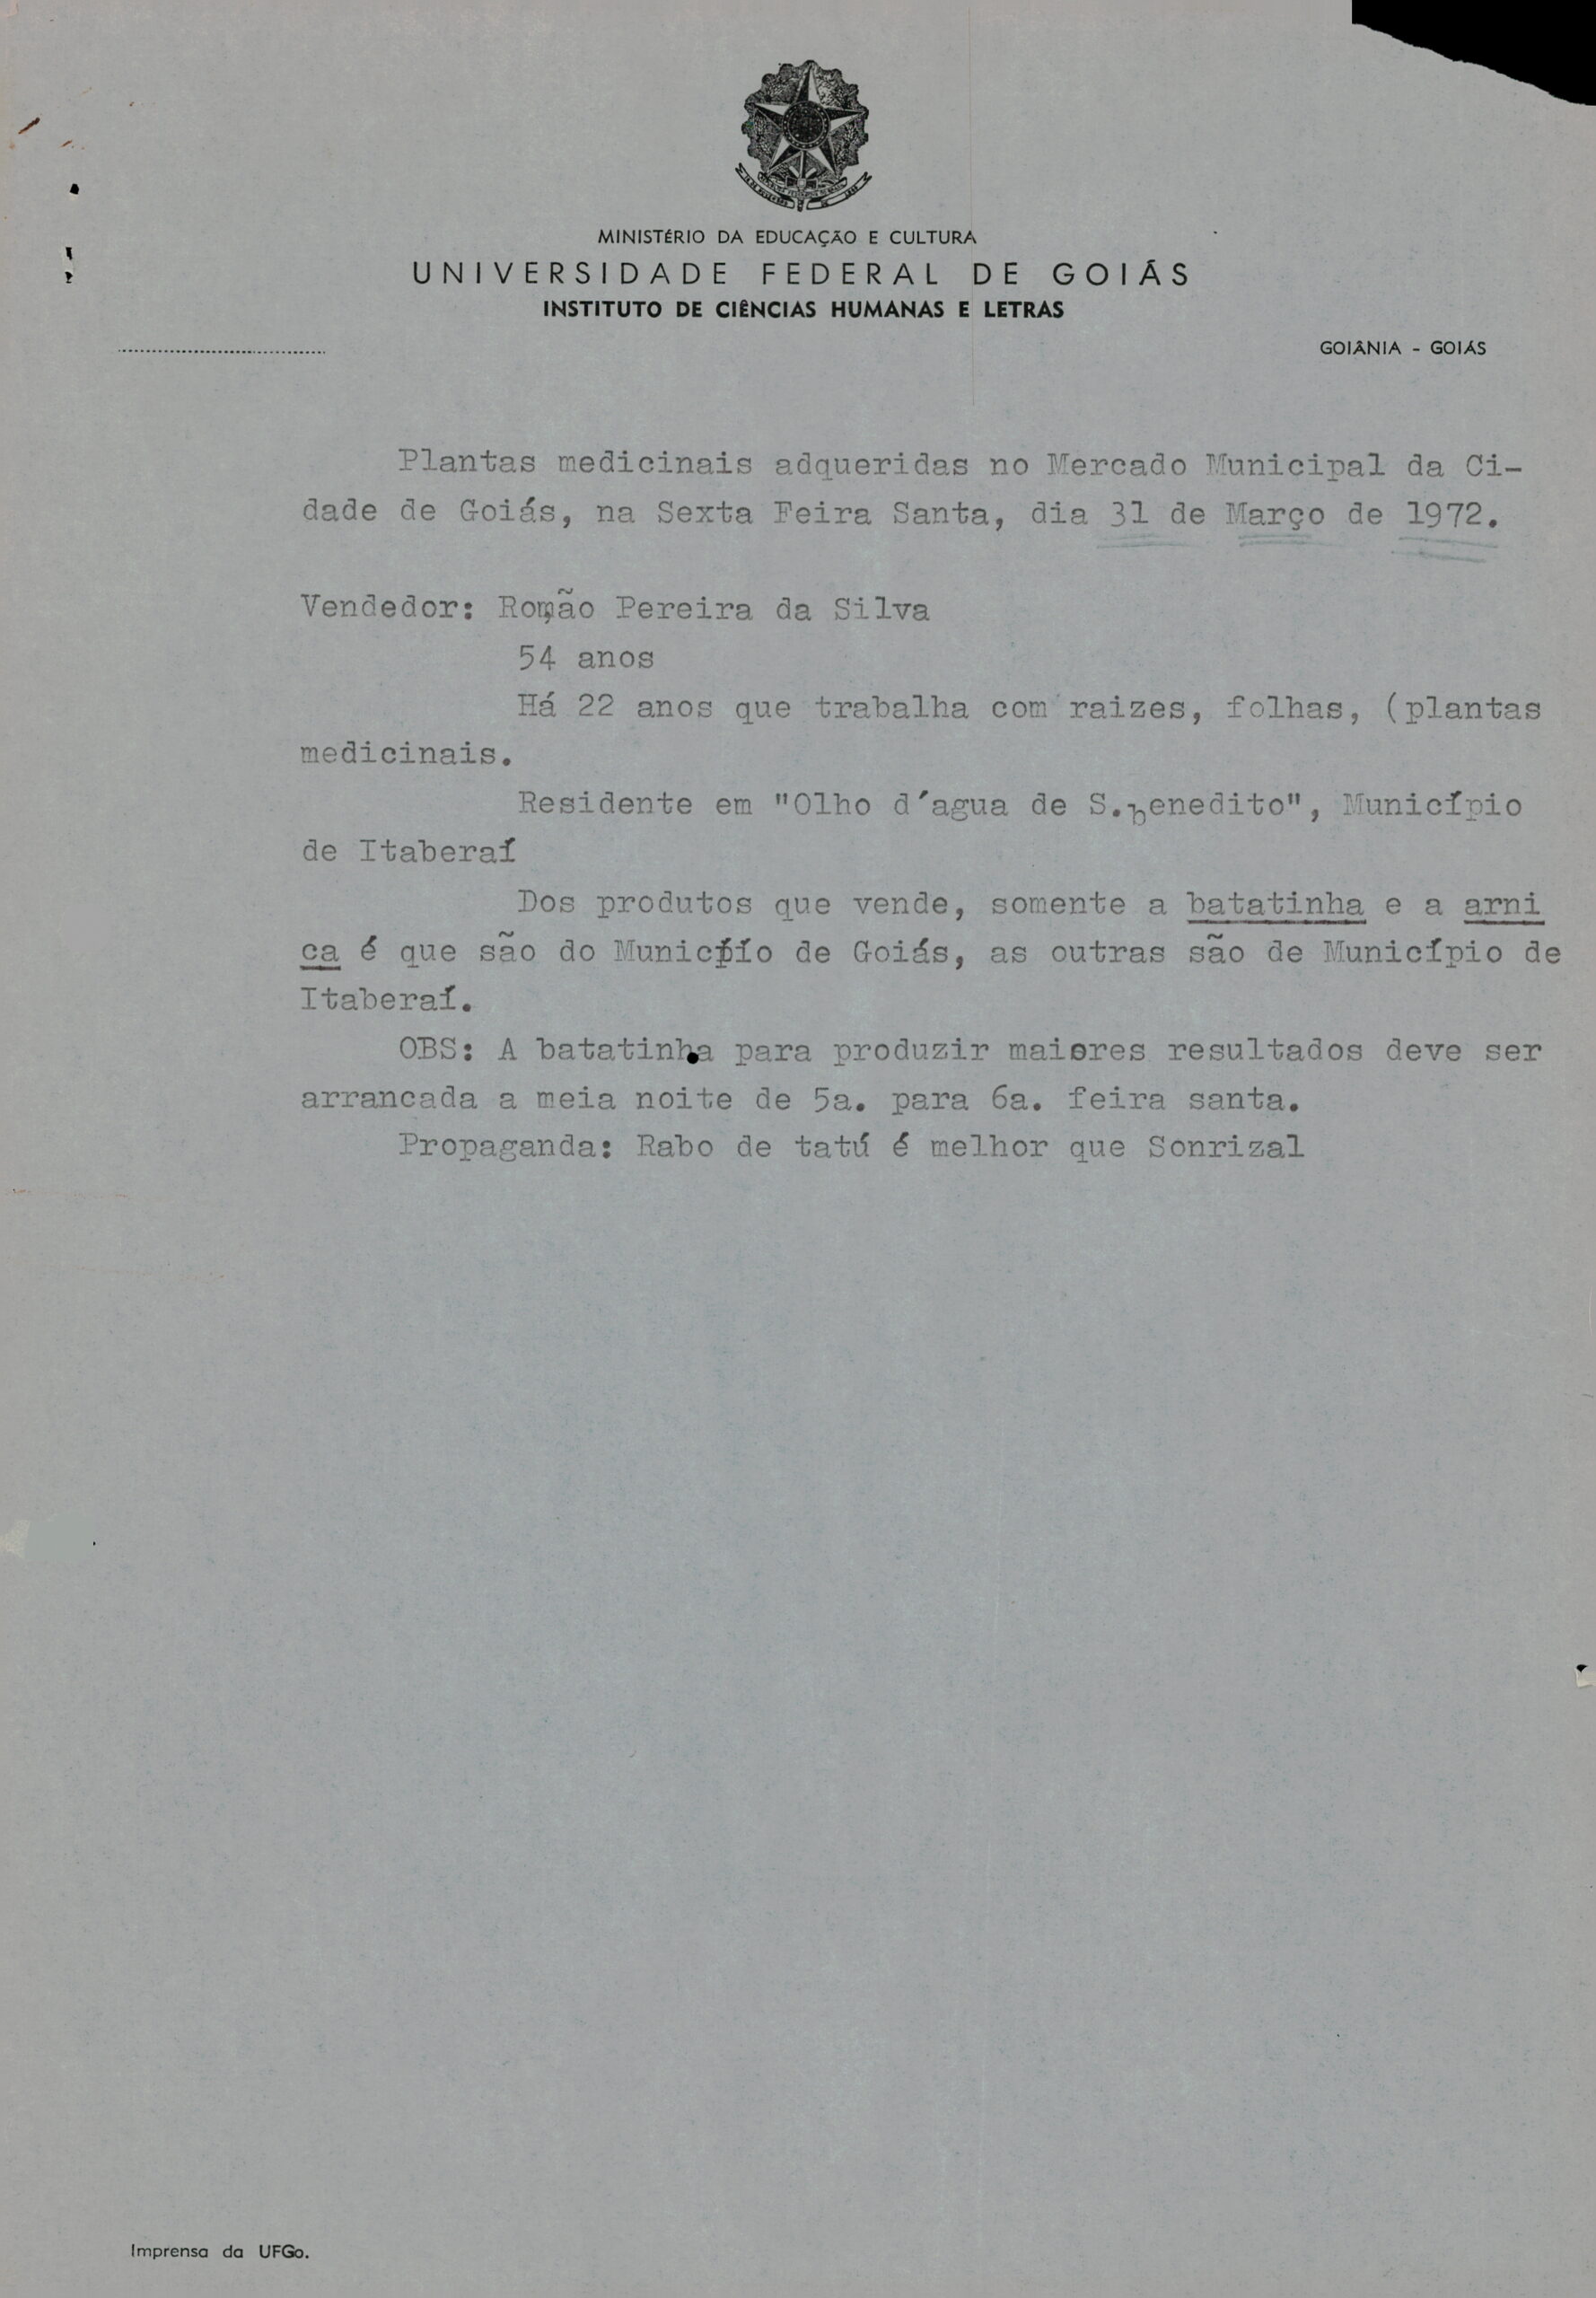 MINISTÉRIO DA EDUCAÇÃO E CULTURA
UNIVERSIDADE FEDERAL DE GOIÁS
INSTITUTO DE CIÊNCIAS HUMANAS E LETRAS
GOIÂNIA - GOIÁS
Plantas medicinais adqueridas no Mercado Municipal da Ci-
dade de Goiás, na Sexta Feira Santa, dia 31 de Março de 1972.
Vendedor: Romão Pereira da Silva
54 anos
Há 22 anos que trabalha com raizes, folhas, (plantas
medicinais.
Residente em "Olho d'agua de S.benedito", Município
de Itaberaí
Dos produtos que vende, somente a batatinha e a arni
ca é que são do Municpío de Goiás, as outras são de Município de
Itaberaí.
OBS: A batatinha para produzir maiores resultados deve ser
arrancada a meia noite de 5a. para 6a. feira santa.
Propaganda: Rabo de tatú é melhor que Sonrizal
Imprensa da UFGo.